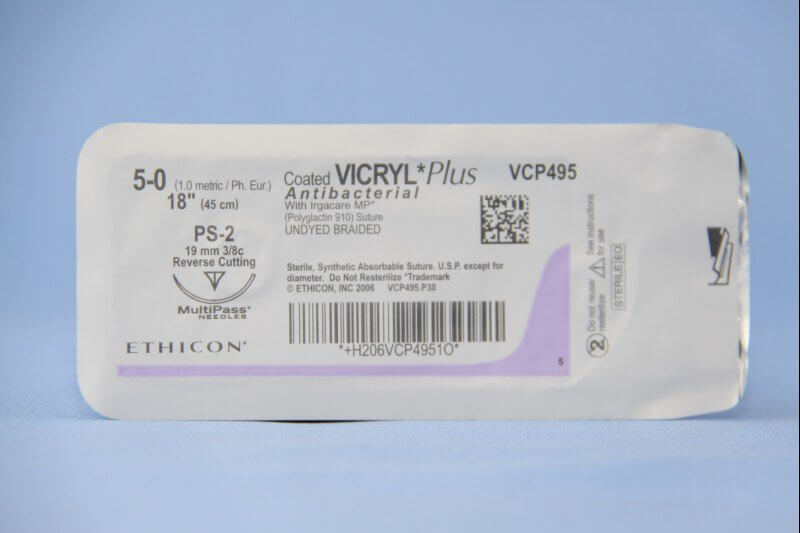 5-0 (1.0 metric / Ph. Eur.)
18" (45 cm)
PS-2
19 mm 3/8c
Reverse Cutting
MultiPass*
NEEDLES
ETHICON*
Coated VICRYL* Plus
Antibacterial
With Irgacare MP*
(Polyglactin 910) Suture
UNDYED BRAIDED
VCP495
Sterile, Synthetic Absorbable Suture. U.S.P. except for
diameter. Do Not Resterilize *Trademark
© ETHICON, INC 2006 VCP495.P30
*+H206VCP4951O*
5
2 Do not reuse/
resterilize
See instructions
for use
STERILE EO